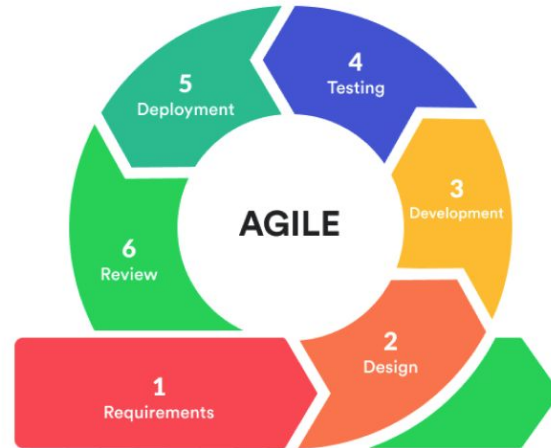 AGILE
1
Requirements
2
Design
3
Development
4
Testing
5
Deployment
6
Review